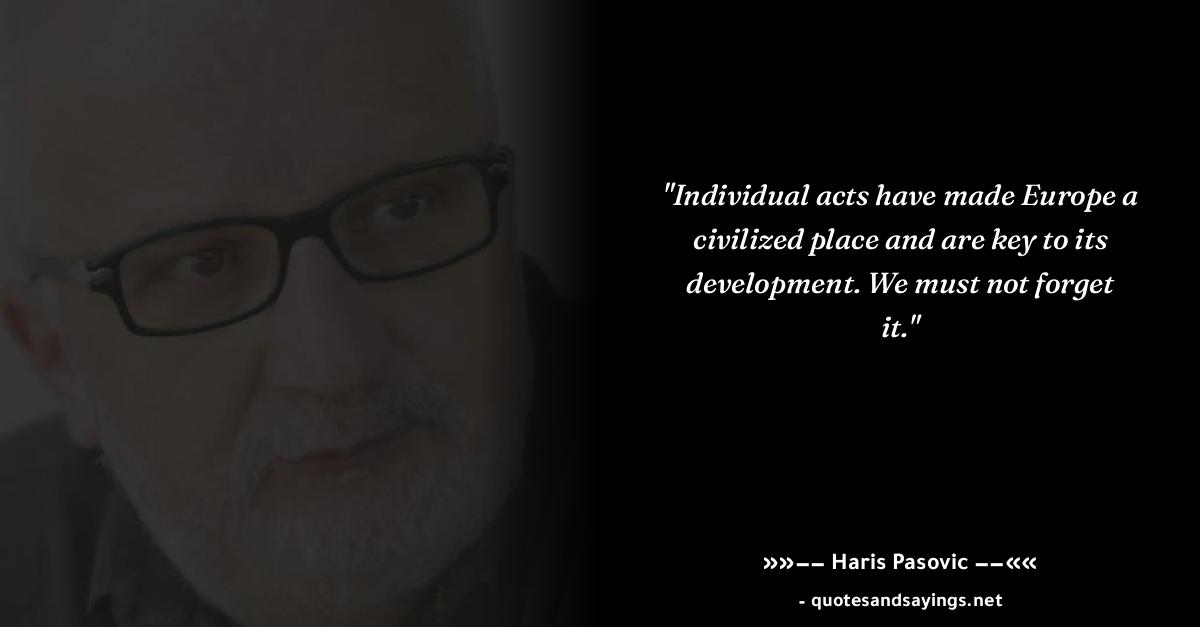 "Individual acts have made Europe a
civilized place and are key to its
development. We must not forget
it."
»»−− Haris Pasovic −−««
- quotesandsayings.net